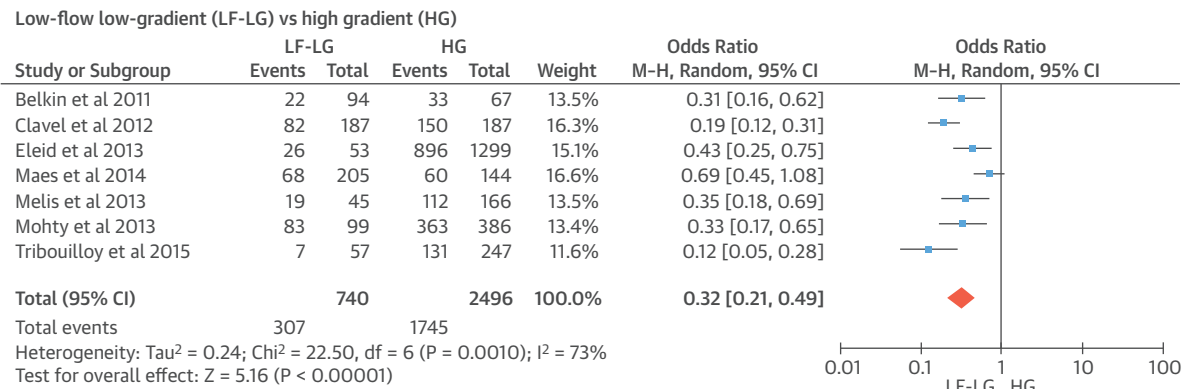 Low-flow low-gradient (LF-LG) vs high gradient (HG)
LF-LG HG Odds Ratio Odds Ratio
Study or Subgroup Events Total Events Total Weight M-H, Random, 95% CI M-H, Random, 95% CI
Belkin et al 2011 22 94 33 67 13.5% 0.31 [0.16, 0.62]
Clavel et al 2012 82 187 150 187 16.3% 0.19 [0.12, 0.31]
Eleid et al 2013 26 53 896 1299 15.1% 0.43 [0.25, 0.75]
Maes et al 2014 68 205 60 144 16.6% 0.69 [0.45, 1.08]
Melis et al 2013 19 45 112 166 13.5% 0.35 [0.18, 0.69]
Mohty et al 2013 83 99 363 386 13.4% 0.33 [0.17, 0.65]
Tribouilloy et al 2015 7 57 131 247 11.6% 0.12 [0.05, 0.28]
Total (95% CI) 740 2496 100.0% 0.32 [0.21, 0.49]
Total events 307 1745
Heterogeneity: Tau² = 0.24; Chi² = 22.50, df = 6 (P = 0.0010); I² = 73%
Test for overall effect: Z = 5.16 (P < 0.00001)
0.01 0.1 1 10 100
LF-LG HG